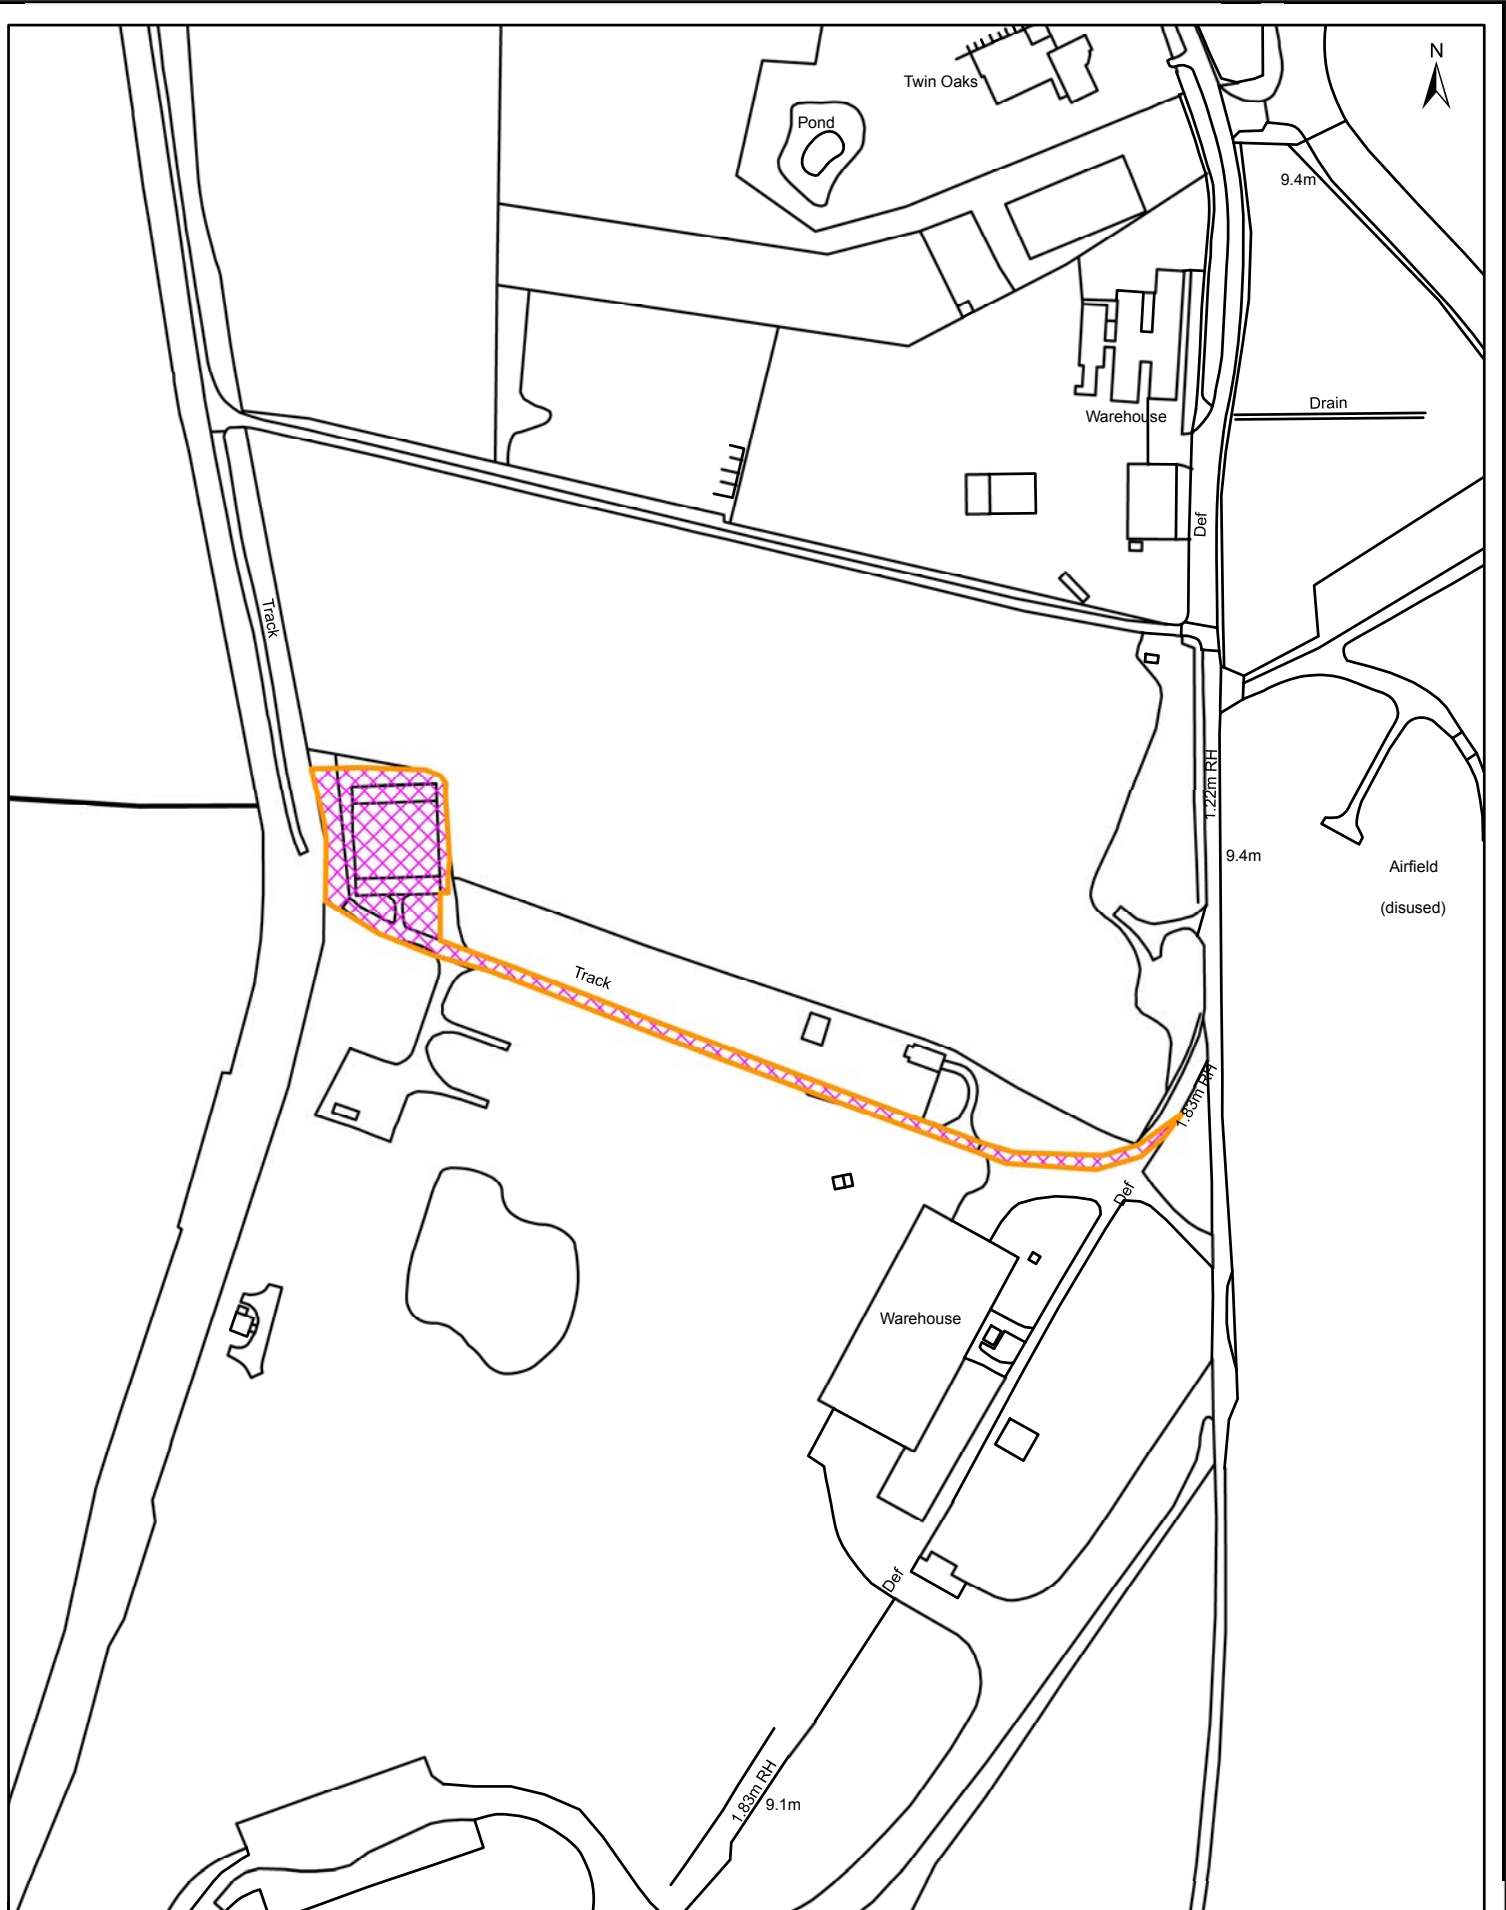 N
Twin Oaks
Pond
9.4m
Drain
Warehouse
Def
Track
1.22m RH
9.4m
Airfield
(disused)
Track
1.83m RH
Def
Warehouse
Def
1.83m RH
9.1m